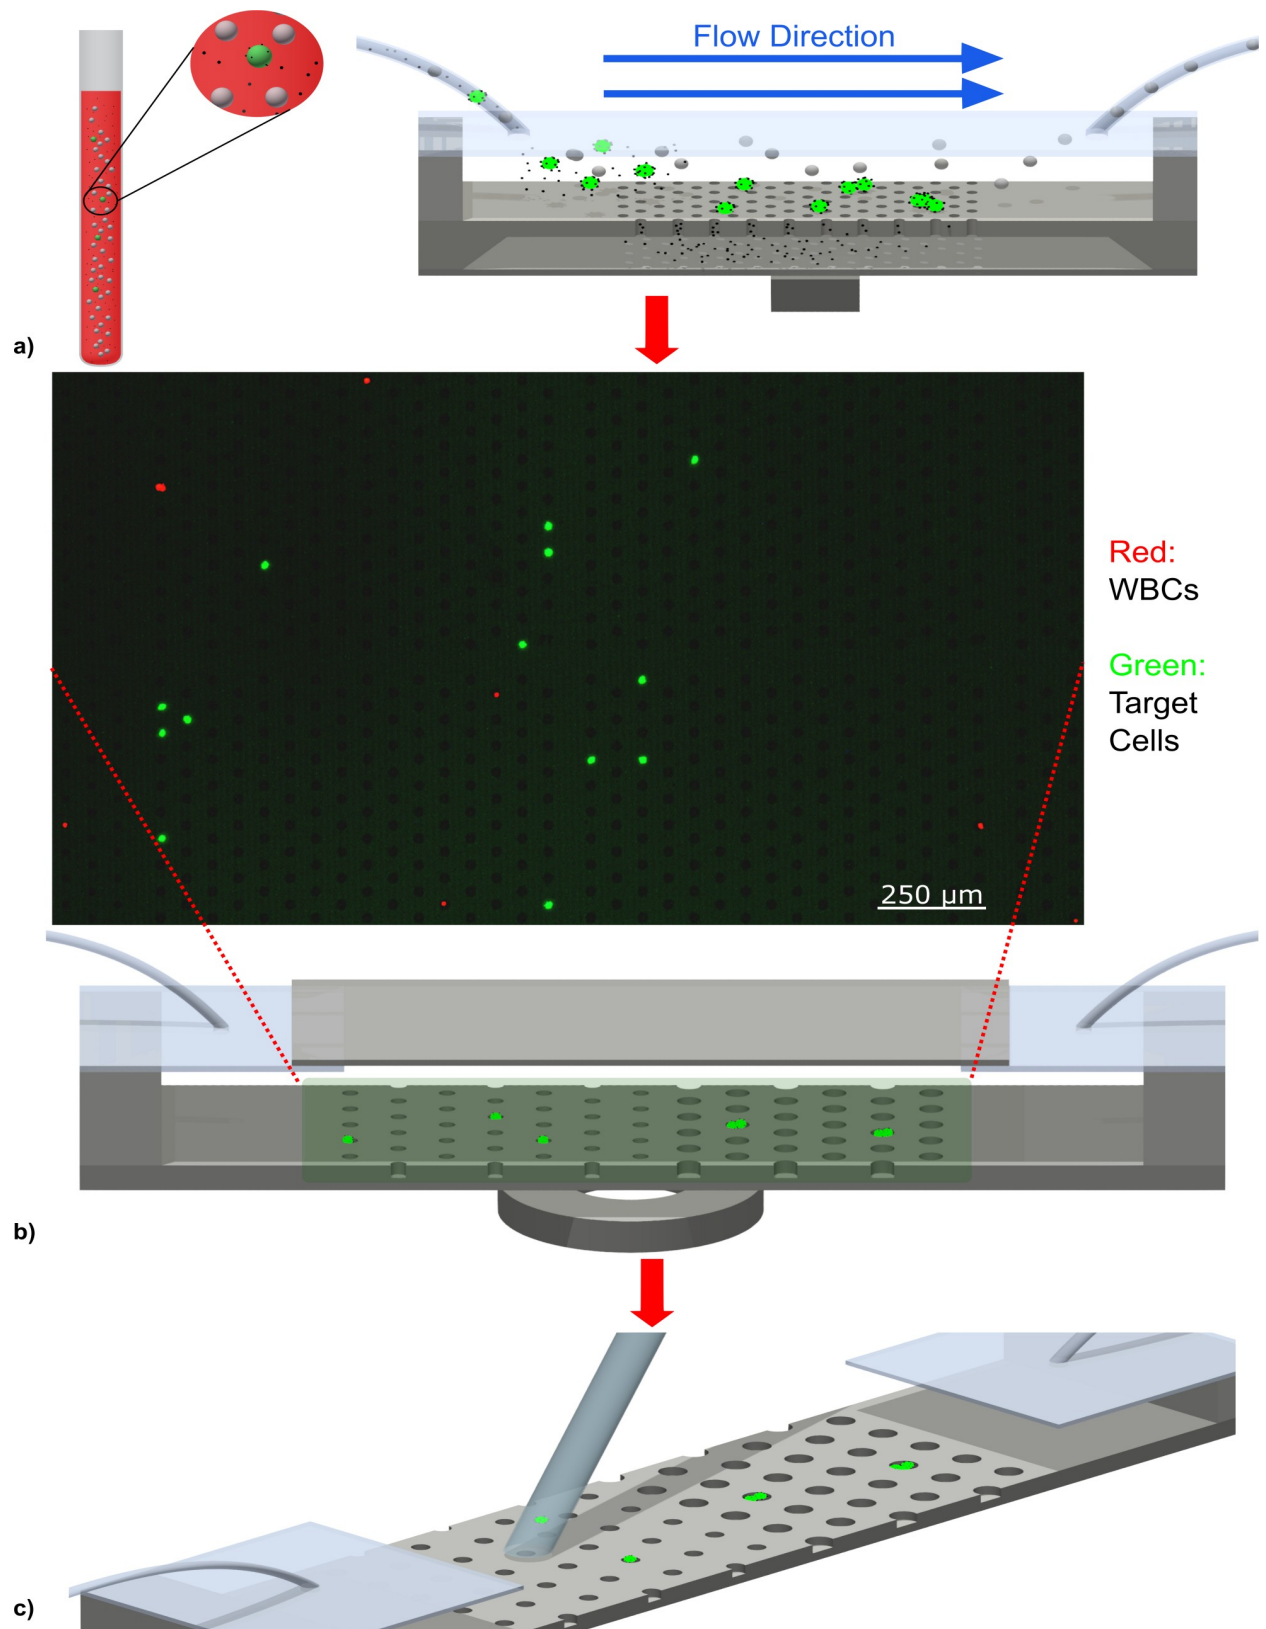 Flow Direction
a)
Red:
WBCs
Green:
Target
Cells
250 µm
b)
c)